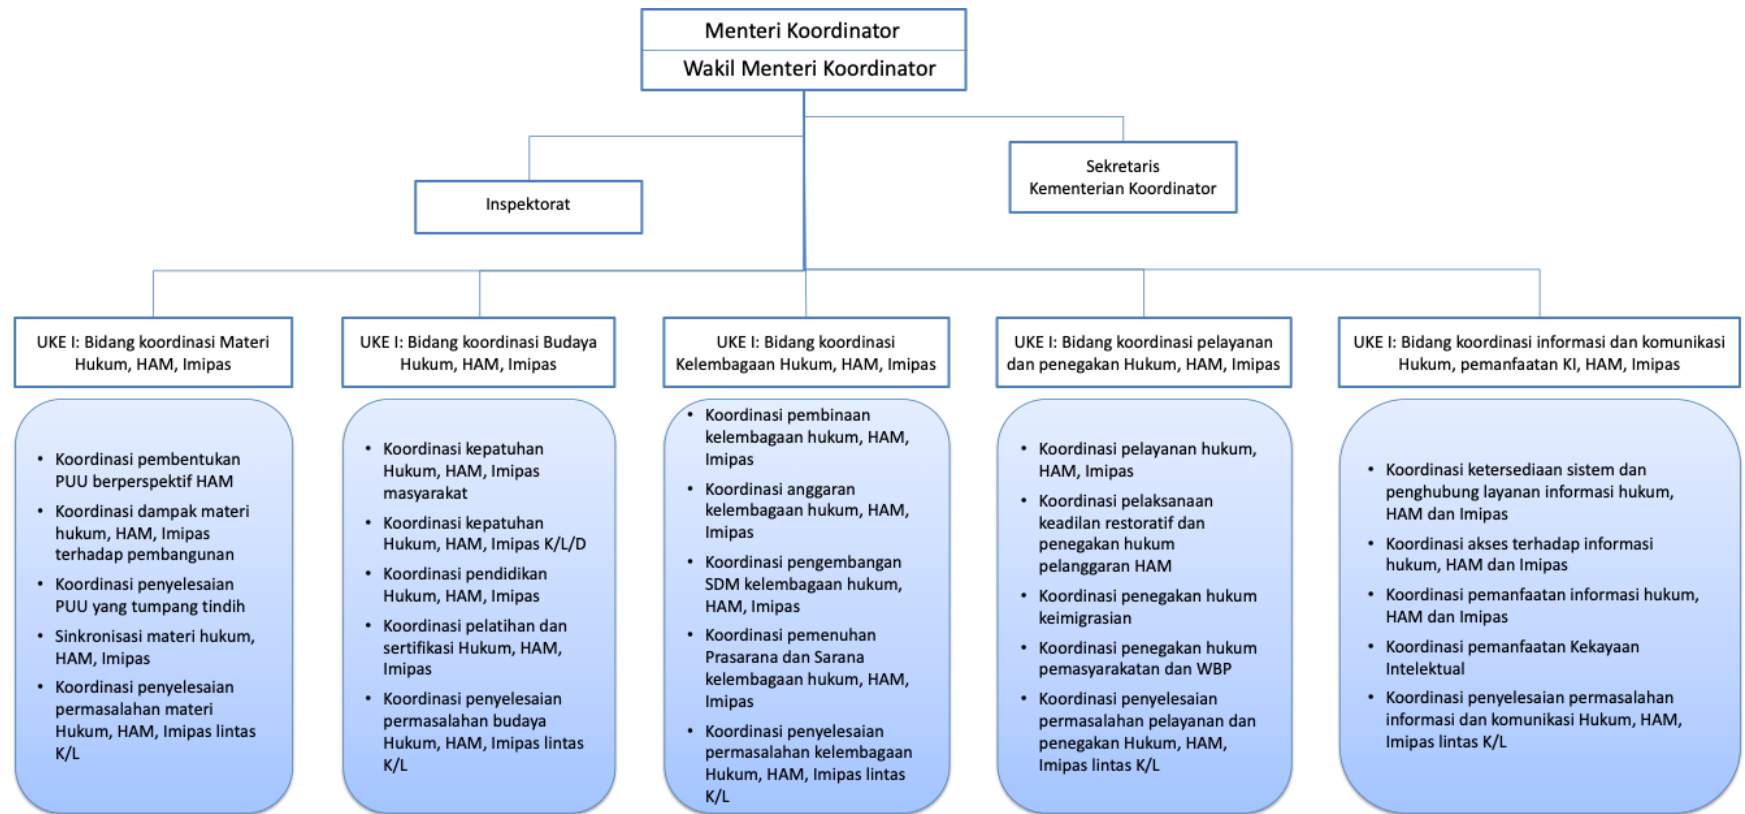 Menteri Koordinator
Wakil Menteri Koordinator
Sekretaris
Kementerian Koordinator
Inspektorat
UKE I: Bidang koordinasi Materi
Hukum, HAM, Imipas
UKE I: Bidang koordinasi Budaya
Hukum, HAM, Imipas
UKE I: Bidang koordinasi
Kelembagaan Hukum, HAM, Imipas
UKE I: Bidang koordinasi pelayanan
dan penegakan Hukum, HAM, Imipas
UKE I: Bidang koordinasi informasi dan komunikasi
Hukum, pemanfaatan KI, HAM, Imipas
• Koordinasi pembentukan
PUU berperspektif HAM
• Koordinasi dampak materi
hukum, HAM, Imipas
terhadap pembangunan
• Koordinasi penyelesaian
PUU yang tumpang tindih
• Sinkronisasi materi hukum,
HAM, Imipas
• Koordinasi penyelesaian
permasalahan materi
Hukum, HAM, Imipas lintas
K/L
• Koordinasi kepatuhan
Hukum, HAM, Imipas
masyarakat
• Koordinasi kepatuhan
Hukum, HAM, Imipas K/L/D
• Koordinasi pendidikan
Hukum, HAM, Imipas
• Koordinasi pelatihan dan
sertifikasi Hukum, HAM,
Imipas
• Koordinasi penyelesaian
permasalahan budaya
Hukum, HAM, Imipas lintas
K/L
• Koordinasi pembinaan
kelembagaan hukum, HAM,
Imipas
• Koordinasi anggaran
kelembagaan hukum, HAM,
Imipas
• Koordinasi pengembangan
SDM kelembagaan hukum,
HAM, Imipas
• Koordinasi pemenuhan
Prasarana dan Sarana
kelembagaan hukum, HAM,
Imipas
• Koordinasi penyelesaian
permasalahan kelembagaan
Hukum, HAM, Imipas lintas
K/L
• Koordinasi pelayanan hukum,
HAM, Imipas
• Koordinasi pelaksanaan
keadilan restoratif dan
penegakan hukum
pelanggaran HAM
• Koordinasi penegakan hukum
keimigrasian
• Koordinasi penegakan hukum
pemasyarakatan dan WBP
• Koordinasi penyelesaian
permasalahan pelayanan dan
penegakan Hukum, HAM,
Imipas lintas K/L
• Koordinasi ketersediaan sistem dan
penghubung layanan informasi hukum,
HAM dan Imipas
• Koordinasi akses terhadap informasi
hukum, HAM dan Imipas
• Koordinasi pemanfaatan informasi hukum,
HAM dan Imipas
• Koordinasi pemanfaatan Kekayaan
Intelektual
• Koordinasi penyelesaian permasalahan
informasi dan komunikasi Hukum, HAM,
Imipas lintas K/L